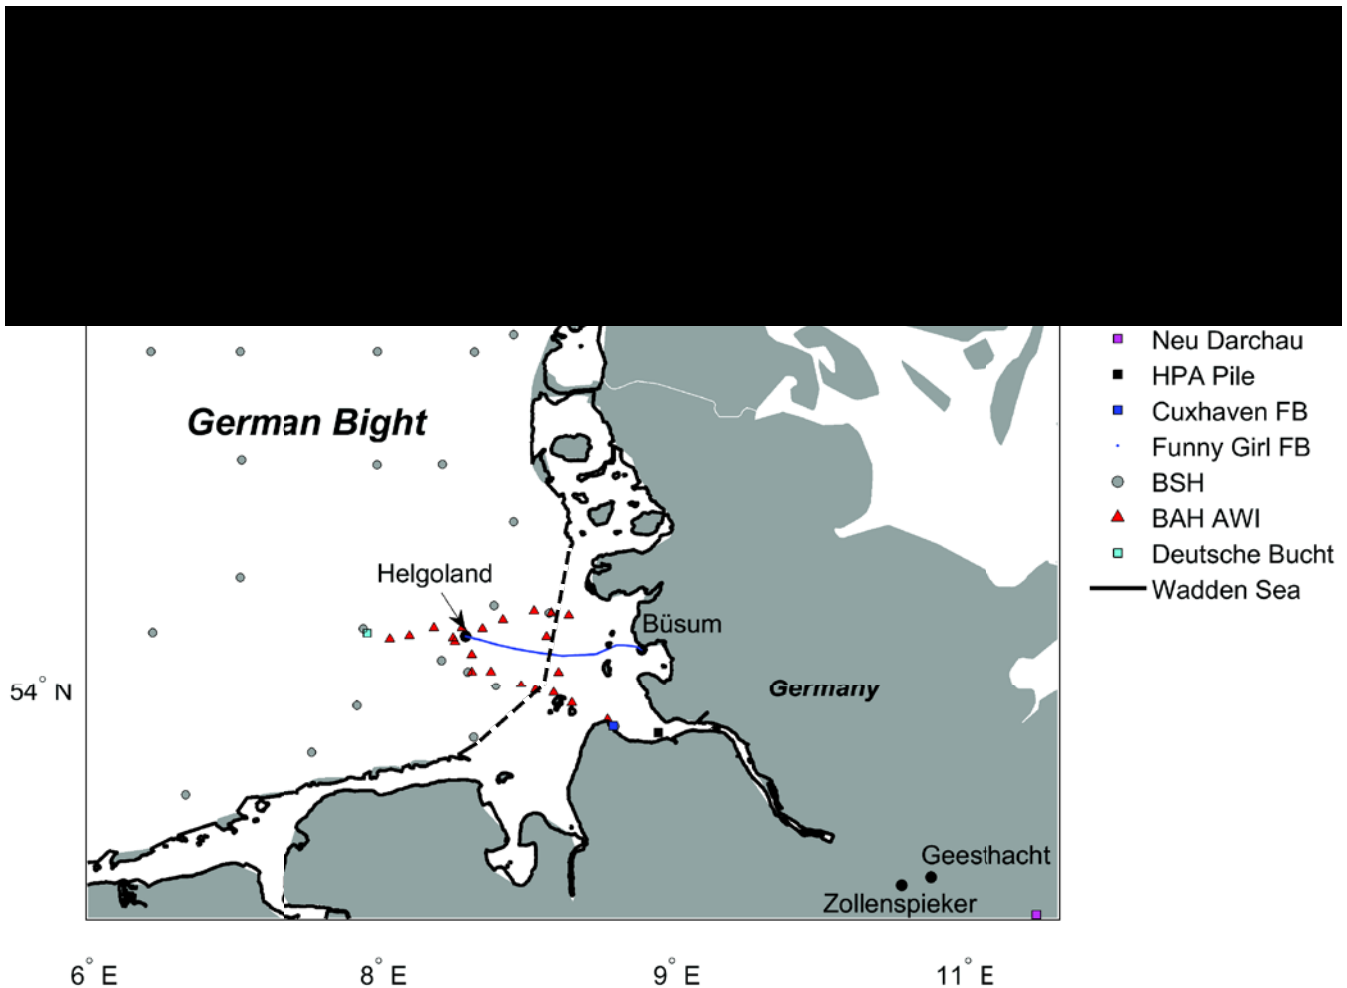 Neu Darchau
HPA Pile
German Bight
Cuxhaven FB
Funny Girl FB
BSH
BAH AWI
Deutsche Bucht
Helgoland
Wadden Sea
Büsum
54° N
Germany
Geesthacht
Zollenspieker
6° E
8° E
9° E
11° E